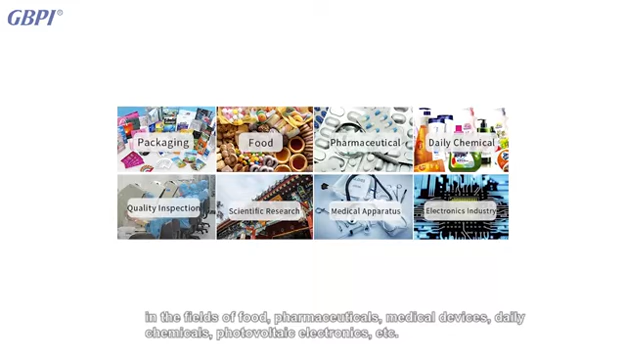 GBPI®
Packaging
Food
Pharmaceutical
Daily Chemical
Quality Inspection
Scientific Research
Medical Apparatus
Electronics Industry
in the fields of food, pharmaceuticals, medical devices, daily
chemicals, photovoltaic electronics, etc.